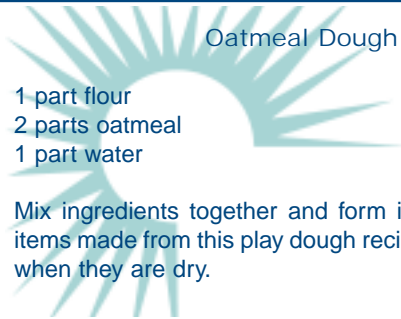 Oatmeal Dough
1 part flour
2 parts oatmeal
1 part water
Mix ingredients together and form i
items made from this play dough reci
when they are dry.